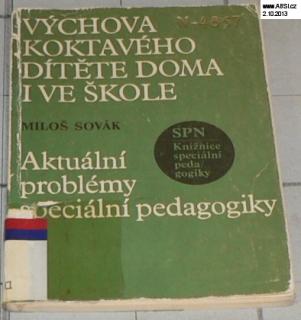 www.ABSI.cz
2.10.2013
N-4857
VÝCHOVA
KOKTAVÉHO
DÍTĚTE DOMA
I VE ŠKOLE
MILOŠ SOVÁK
SPN
Knižnice
speciální
peda
gogiky
Aktuální
problémy
speciální pedagogiky